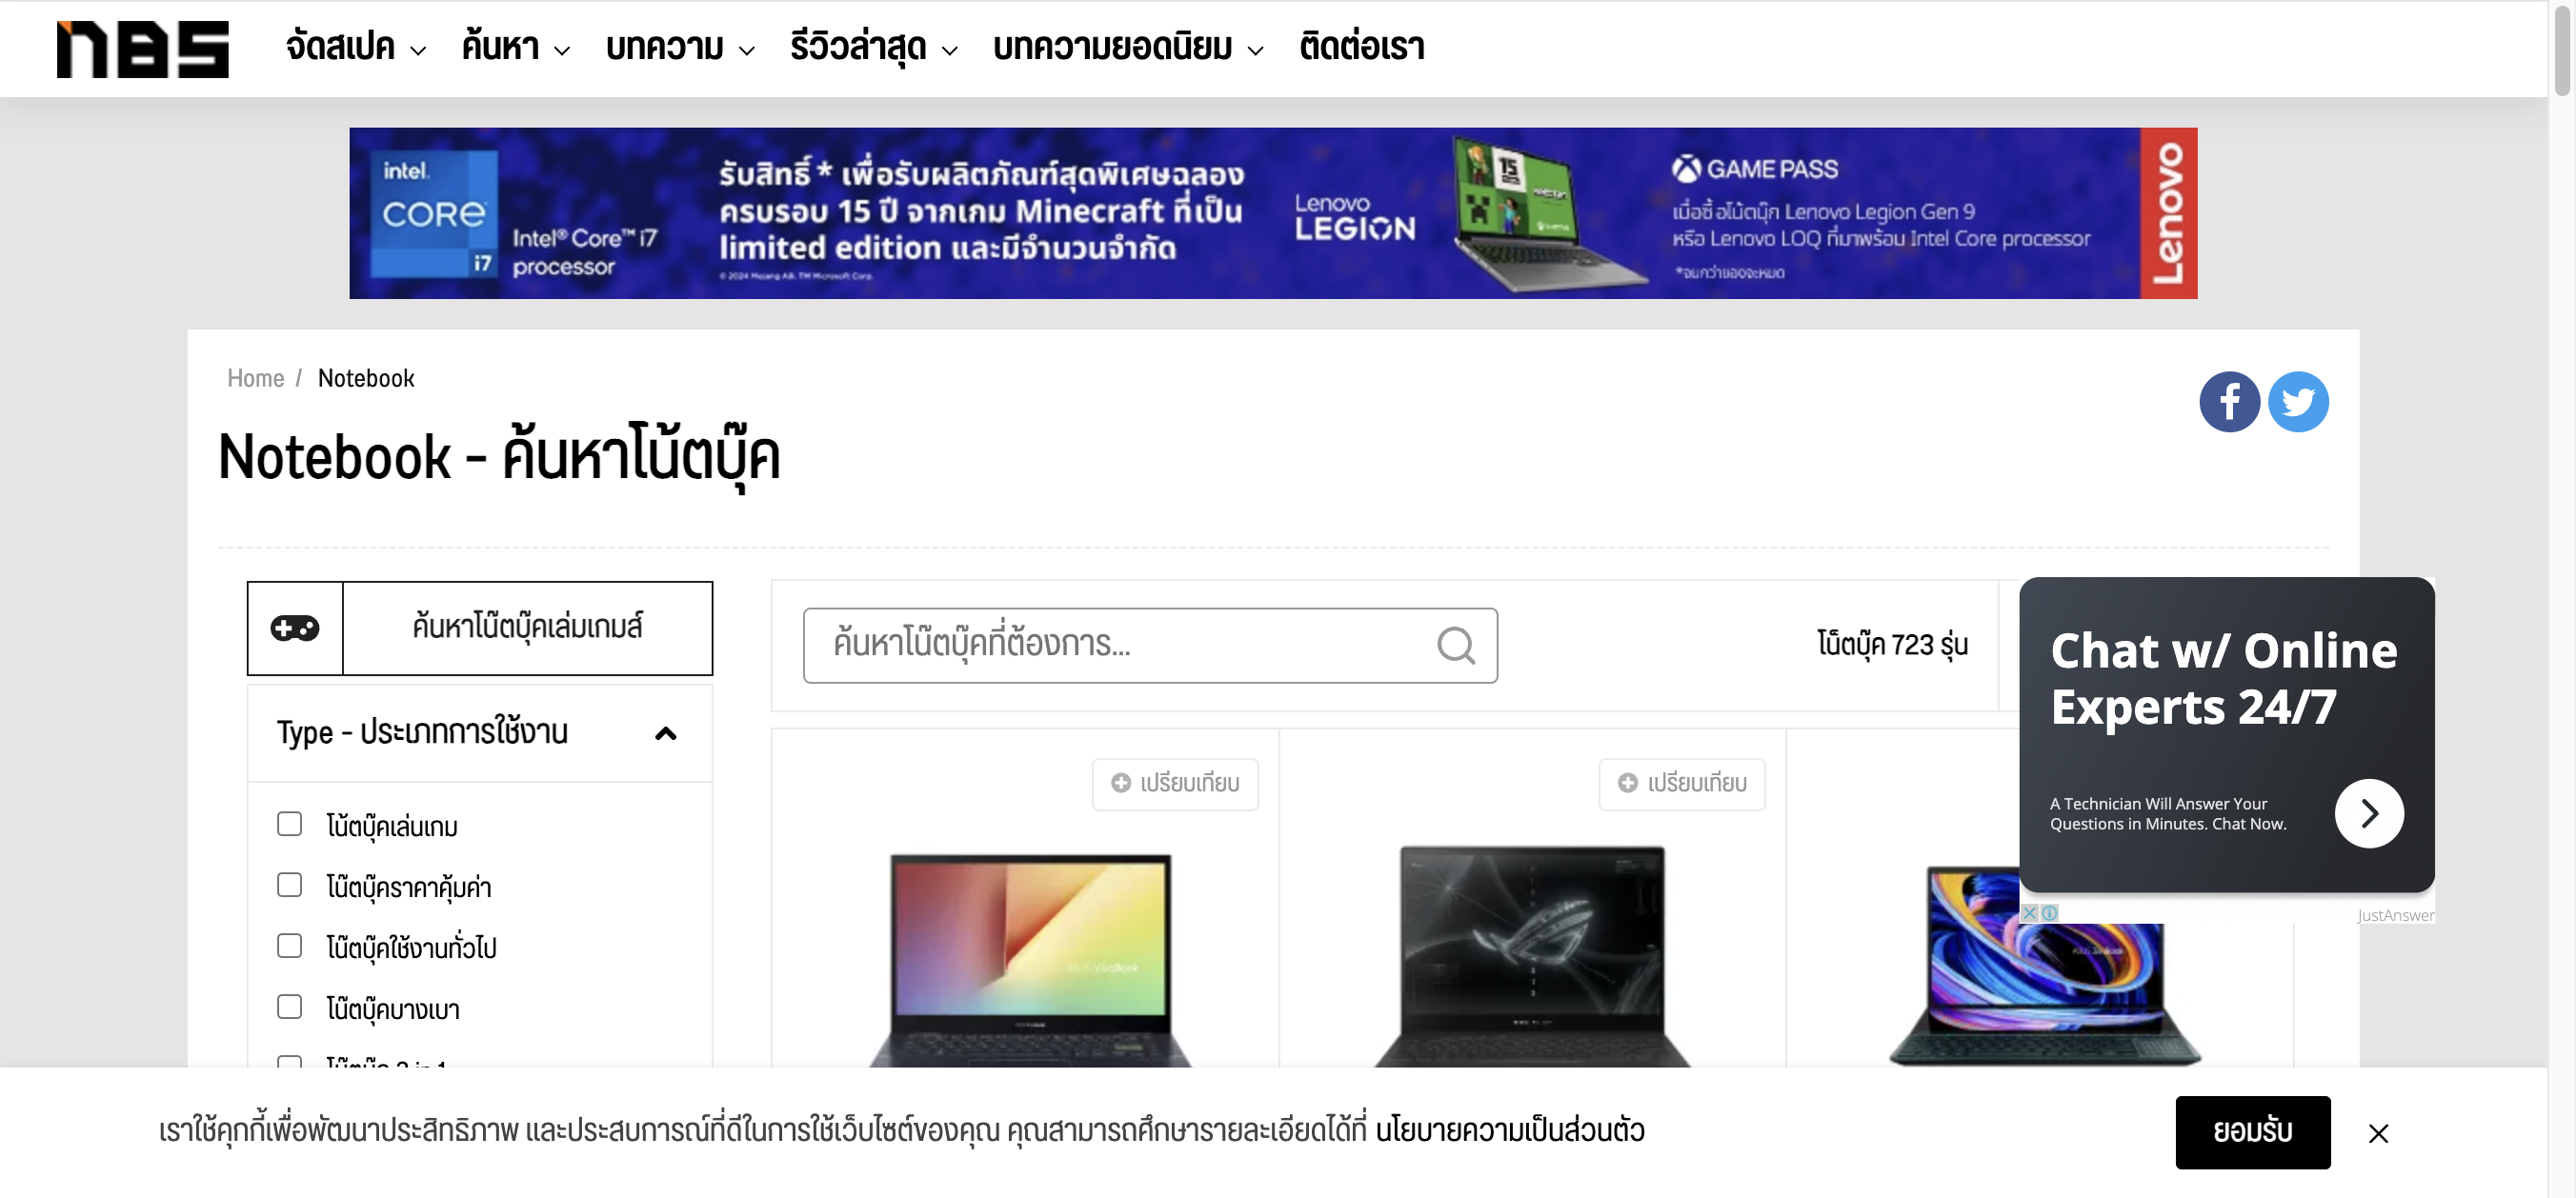 nBS
จัดสเปค
ค้นหา
บทความ
รีวิวล่าสุด
บทความยอดนิยม
ติดต่อเรา
intel.
CORE
i7
Intel® Core™ i7
processor
รับสิทธิ์ * เพื่อรับผลิตภัณฑ์สุดพิเศษฉลอง
ครบรอบ 15 ปี จากเกม Minecraft ที่เป็น
limited edition และมีจำนวนจำกัด
© 2024 Mojang AB. TM Microsoft Corp.
Lenovo
LEGION
15
GAME PASS
เมื่อซื้อโน้ตบุ๊ก Lenovo Legion Gen 9
หรือ Lenovo LOQ ที่มาพร้อม Intel Core processor
*จนกว่าของจะหมด
Lenovo
Home / Notebook
Notebook - ค้นหาโน้ตบุ๊ค
ค้นหาโน๊ตบุ๊คเล่มเกมส์
ค้นหาโน๊ตบุ๊คที่ต้องการ...
โน็ตบุ๊ค 723 รุ่น
Type - ประเภทการใช้งาน
โน้ตบุ๊คเล่นเกม
โน๊ตบุ๊คราคาคุ้มค่า
โน๊ตบุ๊คใช้งานทั่วไป
โน๊ตบุ๊คบางเบา
โน๊ตบุ๊ค 2 in 1
เปรียบเทียบ
เปรียบเทียบ
ASUS VivoBook
Chat w/ Online
Experts 24/7
A Technician Will Answer Your
Questions in Minutes. Chat Now.
JustAnswer
เราใช้คุกกี้เพื่อพัฒนาประสิทธิภาพ และประสบการณ์ที่ดีในการใช้เว็บไซต์ของคุณ คุณสามารถศึกษารายละเอียดได้ที่ นโยบายความเป็นส่วนตัว
ยอมรับ